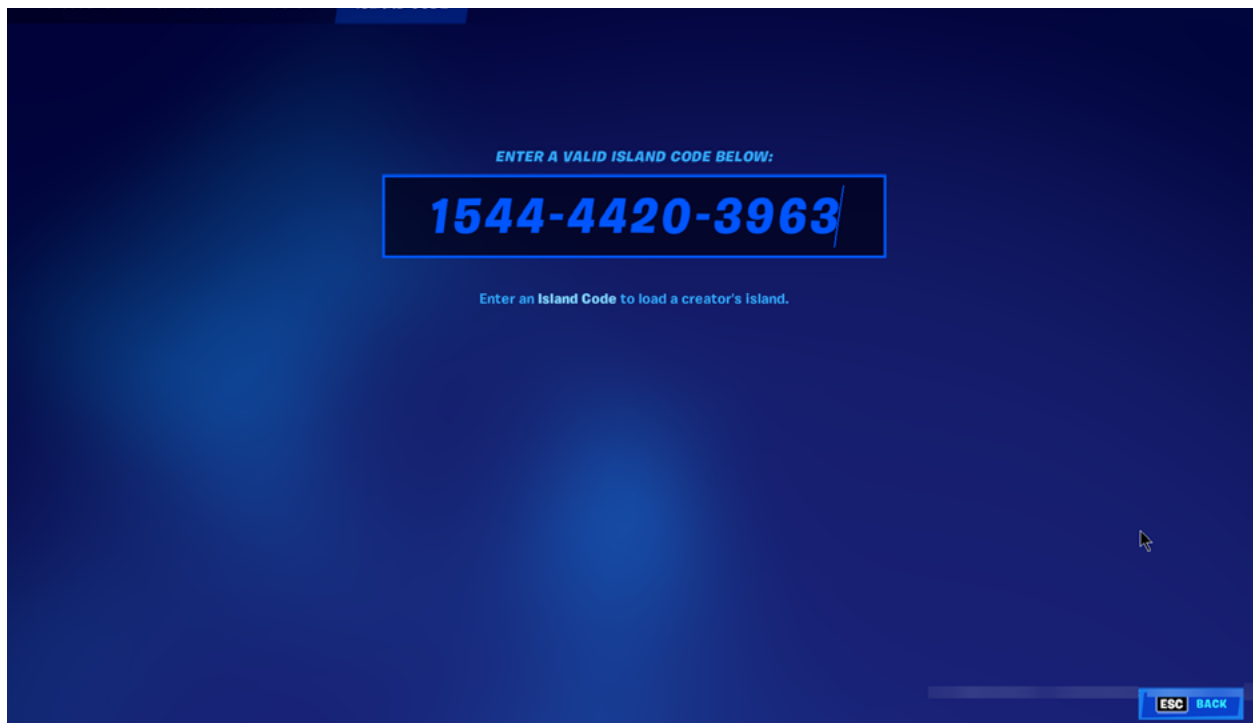 ENTER A VALID ISLAND CODE BELOW:
1544-4420-3963
Enter an Island Code to load a creator's island.
ESC BACK